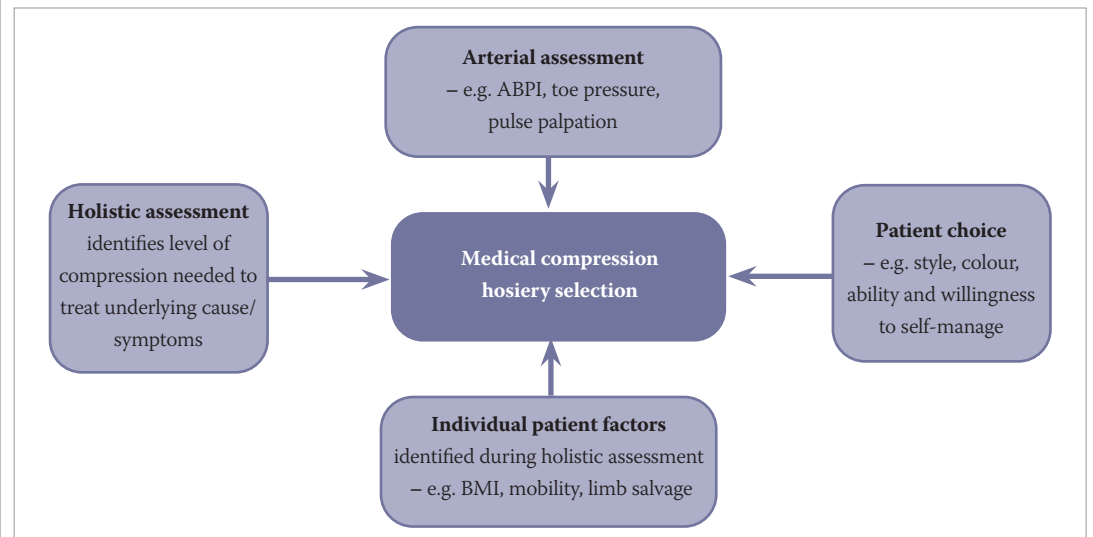 Arterial assessment
– e.g. ABPI, toe pressure,
pulse palpation
Holistic assessment
identifies level of
compression needed to
treat underlying cause/
symptoms
Medical compression
hosiery selection
Patient choice
– e.g. style, colour,
ability and willingness
to self-manage
Individual patient factors
identified during holistic assessment
– e.g. BMI, mobility, limb salvage